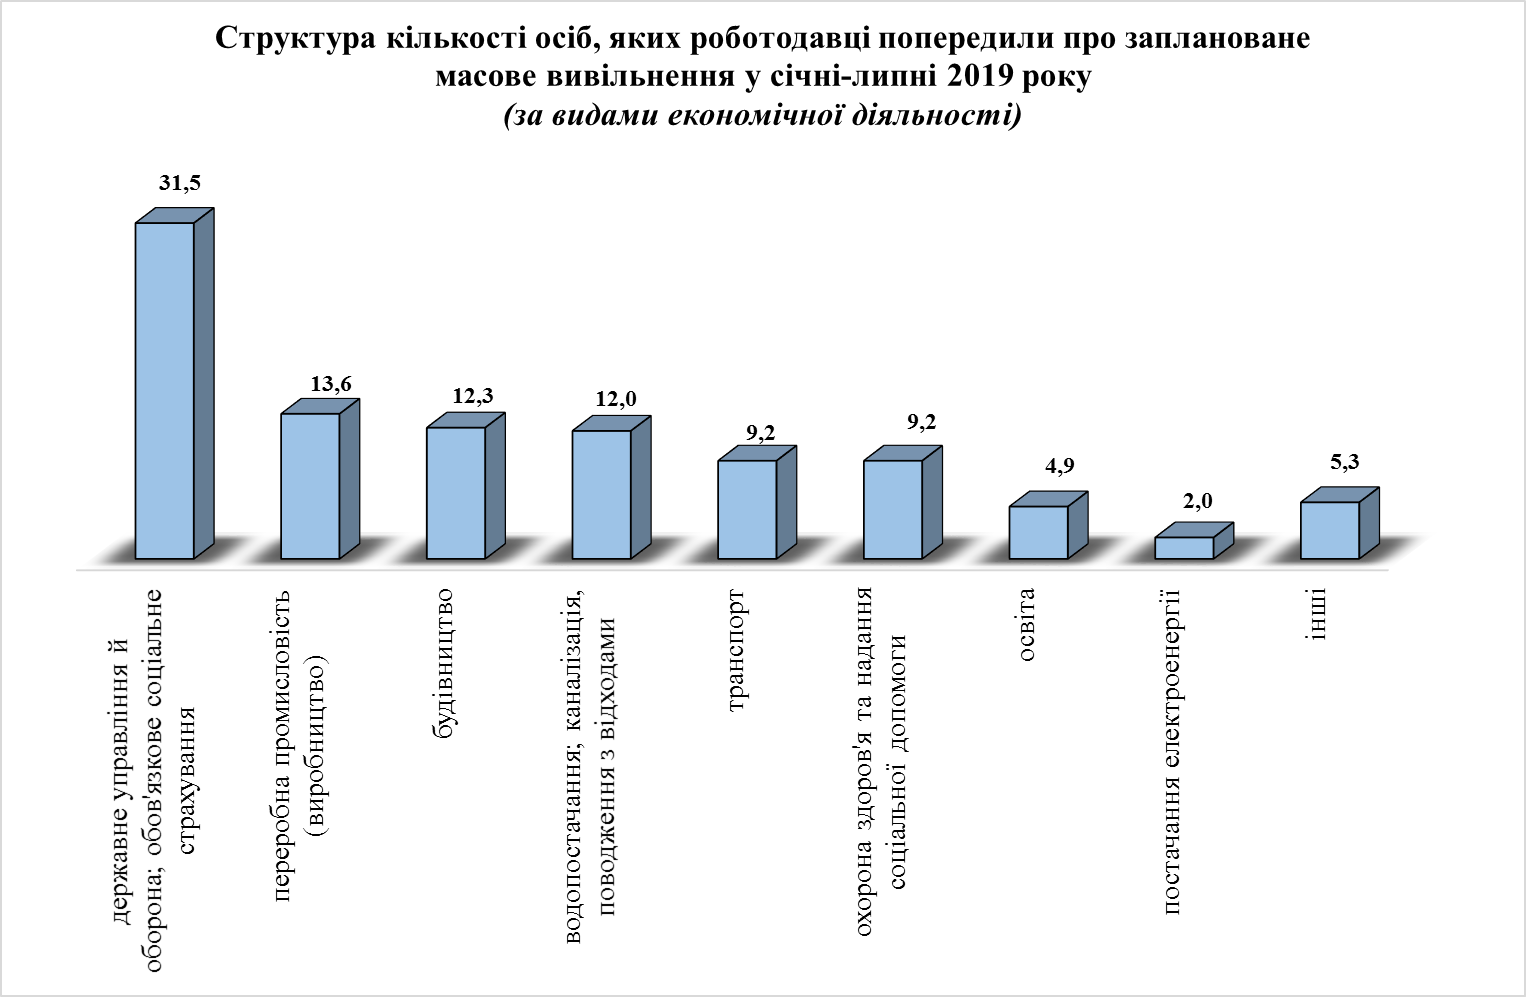 Структура кількості осіб, яких роботодавці попередили про заплановане
масове вивільнення у січні-липні 2019 року
(за видами економічної діяльності)
31,5
13,6
12,3
12,0
9,2
9,2
4,9
2,0
5,3
державне управління й
оборона; обов'язкове соціальне
страхування
переробна промисловість
(виробництво)
будівництво
водопостачання; каналізація,
поводження з відходами
транспорт
охорона здоров'я та надання
соціальної допомоги
освіта
постачання електроенергії
інші